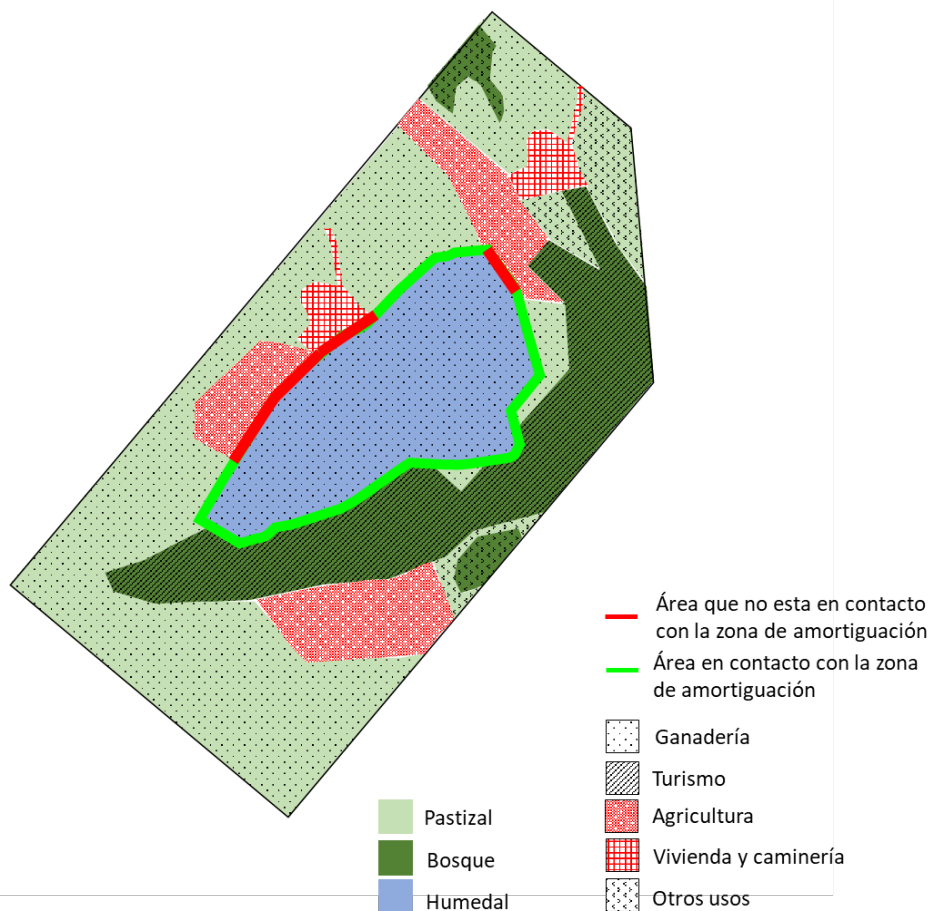 Área que no esta en contacto
con la zona de amortiguación
Área en contacto con la zona
de amortiguación
Ganadería
Turismo
Agricultura
Vivienda y caminería
Otros usos
Pastizal
Bosque
Humedal